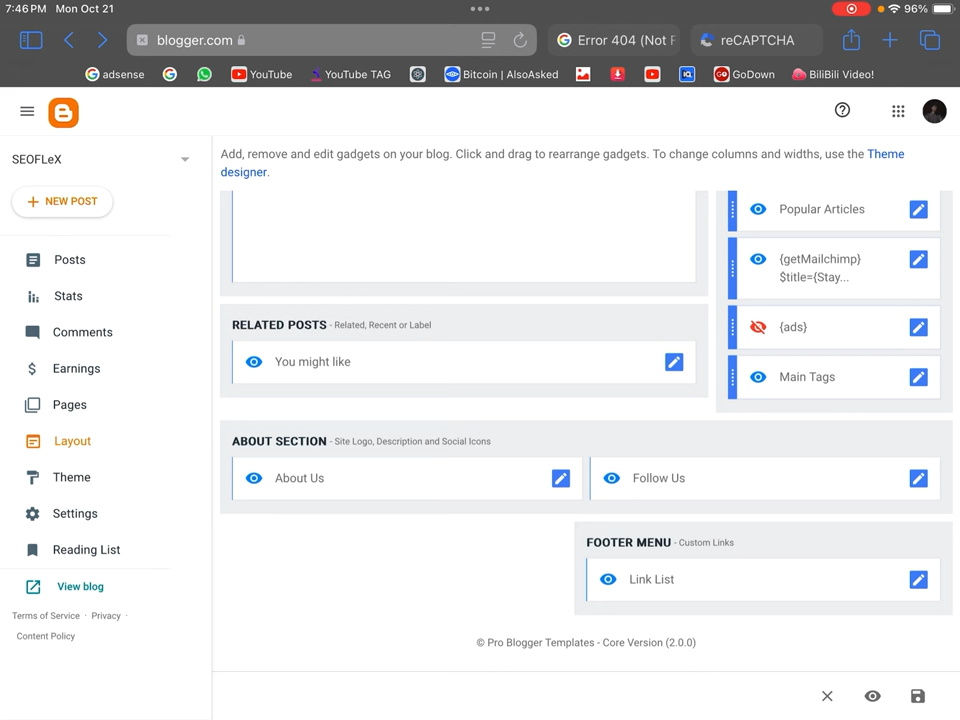 7:46 PM Mon Oct 21
96%
blogger.com
Error 404 (Not F
reCAPTCHA
adsense
YouTube
YouTube TAG
Bitcoin | AlsoAsked
GoDown
BiliBili Video!
SEOFLeX
NEW POST
Posts
Stats
Comments
Earnings
Pages
Layout
Theme
Settings
Reading List
View blog
Terms of Service · Privacy ·
Content Policy
Add, remove and edit gadgets on your blog. Click and drag to rearrange gadgets. To change columns and widths, use the Theme
designer.
Popular Articles
{getMailchimp}
$title={Stay...
{ads}
Main Tags
RELATED POSTS - Related, Recent or Label
You might like
ABOUT SECTION - Site Logo, Description and Social Icons
About Us
Follow Us
FOOTER MENU - Custom Links
Link List
© Pro Blogger Templates - Core Version (2.0.0)